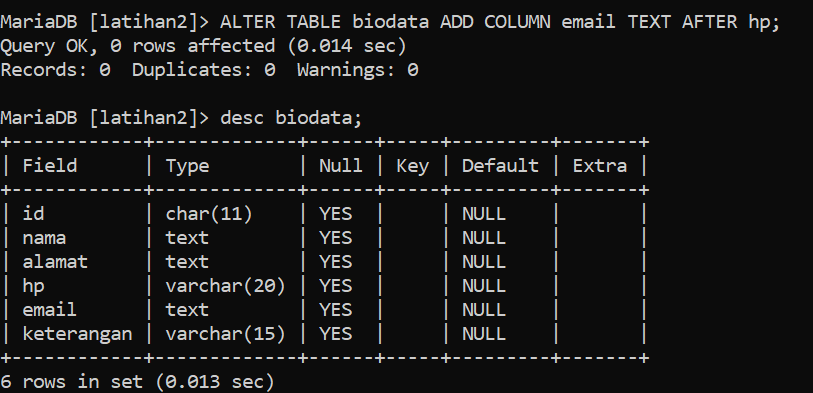 MariaDB [latihan2]> ALTER TABLE biodata ADD COLUMN email TEXT AFTER hp;
Query OK, 0 rows affected (0.014 sec)
Records: 0  Duplicates: 0  Warnings: 0

MariaDB [latihan2]> desc biodata;
+------------+-------------+------+-----+---------+-------+
| Field      | Type        | Null | Key | Default | Extra |
+------------+-------------+------+-----+---------+-------+
| id         | char(11)    | YES  |     | NULL    |       |
| nama       | text        | YES  |     | NULL    |       |
| alamat     | text        | YES  |     | NULL    |       |
| hp         | varchar(20) | YES  |     | NULL    |       |
| email      | text        | YES  |     | NULL    |       |
| keterangan | varchar(15) | YES  |     | NULL    |       |
+------------+-------------+------+-----+---------+-------+
6 rows in set (0.013 sec)